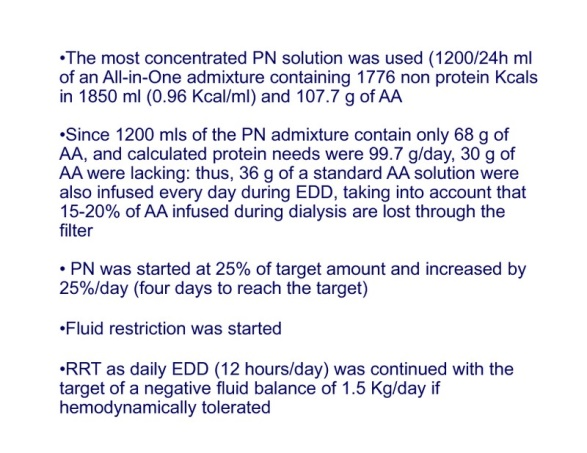 •The most concentrated PN solution was used (1200/24h ml
of an All-in-One admixture containing 1776 non protein Kcals
in 1850 ml (0.96 Kcal/ml) and 107.7 g of AA
•Since 1200 mls of the PN admixture contain only 68 g of
AA, and calculated protein needs were 99.7 g/day, 30 g of
AA were lacking: thus, 36 g of a standard AA solution were
also infused every day during EDD, taking into account that
15-20% of AA infused during dialysis are lost through the
filter
• PN was started at 25% of target amount and increased by
25%/day (four days to reach the target)
•Fluid restriction was started
•RRT as daily EDD (12 hours/day) was continued with the
target of a negative fluid balance of 1.5 Kg/day if
hemodynamically tolerated